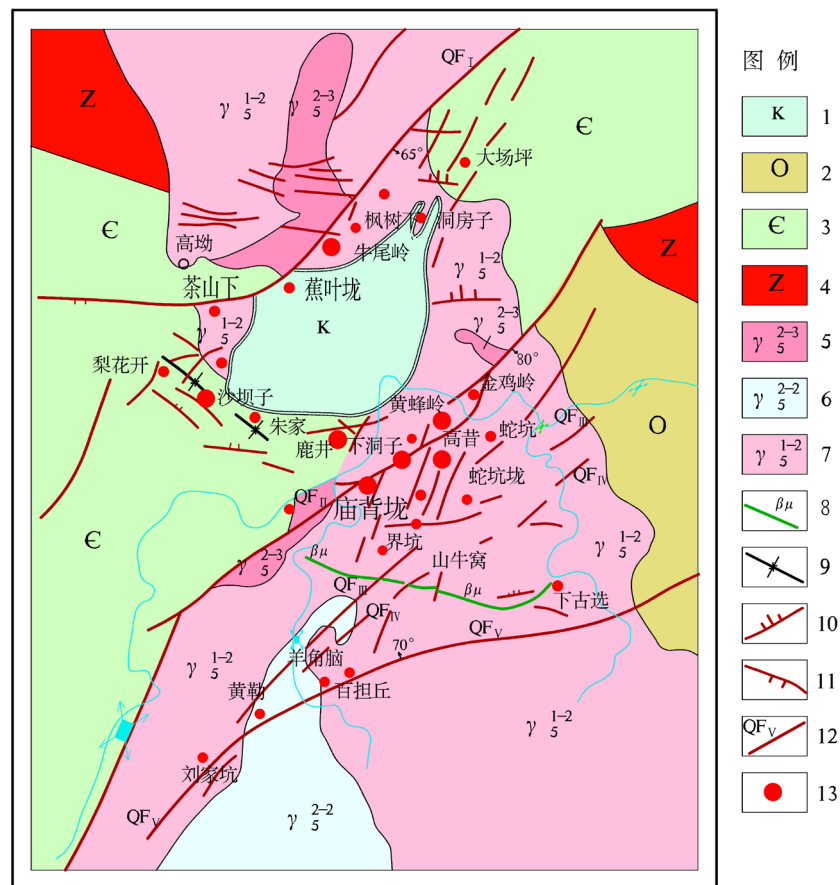 QF I
γ 5 1-2
γ 5 2-3
Z
Є
65°
大场坪
枫树下
洞房子
Є
高坳
牛尾岭
Z
茶山下
蕉叶垅
γ 5 1-2
K
γ 5 1-2
γ 5 2-3
80°
梨花开
金鸡岭
沙坝子
黄蜂岭
朱家
蛇坑
QF III
鹿井
不洞子
高昔
O
蛇坑垅
QF IV
QF II
庙背垅
Є
界坑
γ 5 1-2
γ 5 2-3
βμ
山牛窝
QF III
βμ
下古选
QF IV
QF V
70°
γ 5 1-2
羊角脑
黄勒
百担丘
γ 5 1-2
刘家坑
QF V
γ 5 2-2
图 例
K 1
O 2
Є 3
Z 4
γ 5 2-3 5
γ 5 2-2 6
γ 5 1-2 7
βμ 8
9
10
11
QF V 12
13